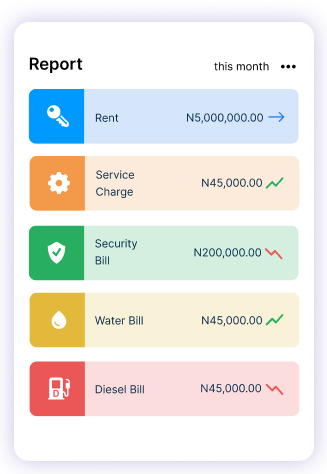 Report
this month
Rent
N5,000,000.00
Service
Charge
N45,000.00
Security
Bill
N200,000.00
Water Bill
N45,000.00
D
Diesel Bill
N45,000.00